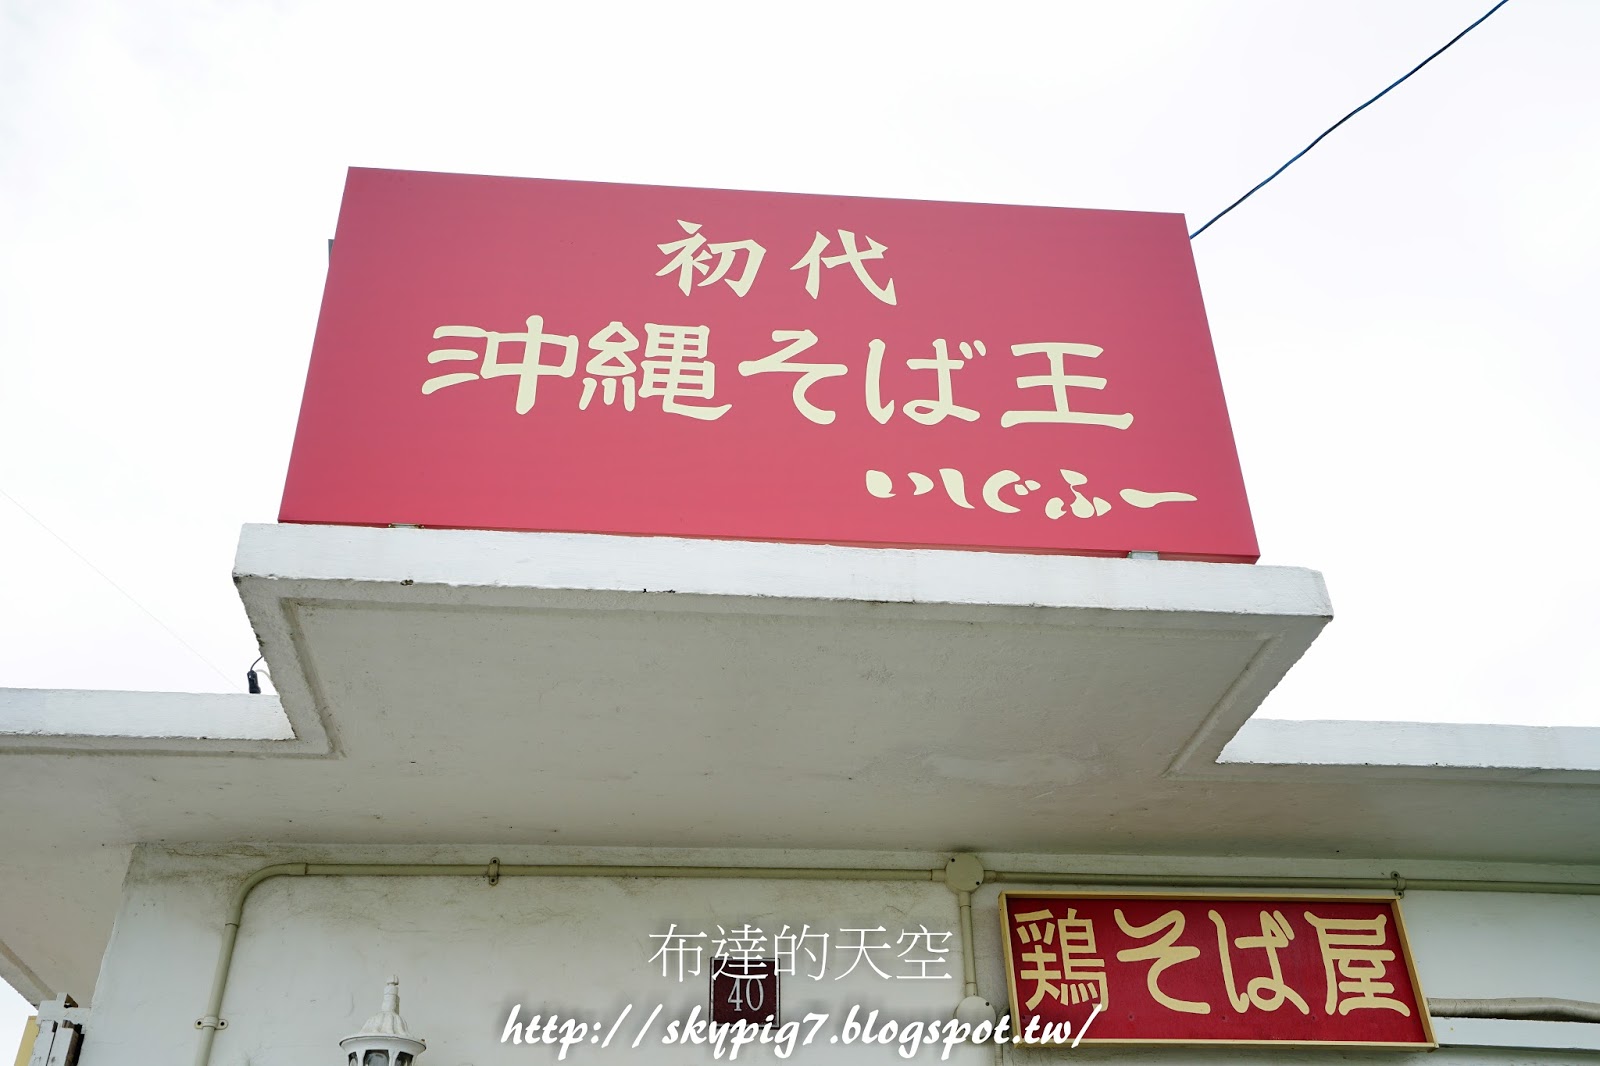 初代
沖縄そば王
いしぐふー
鶏そば屋
布達的天空
40
http://skypig7.blogspot.tw/